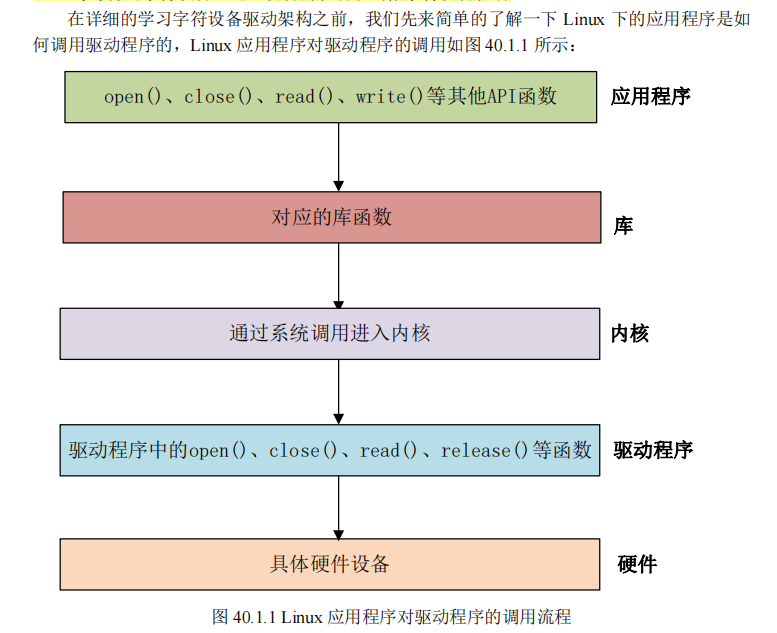 在详细的学习字符设备驱动架构之前，我们先来简单的了解一下 Linux 下的应用程序是如
何调用驱动程序的，Linux 应用程序对驱动程序的调用如图 40.1.1 所示：
open()、close()、read()、write()等其他API函数
应用程序
对应的库函数
库
通过系统调用进入内核
内核
驱动程序中的open()、close()、read()、release()等函数
驱动程序
具体硬件设备
硬件
图 40.1.1 Linux 应用程序对驱动程序的调用流程